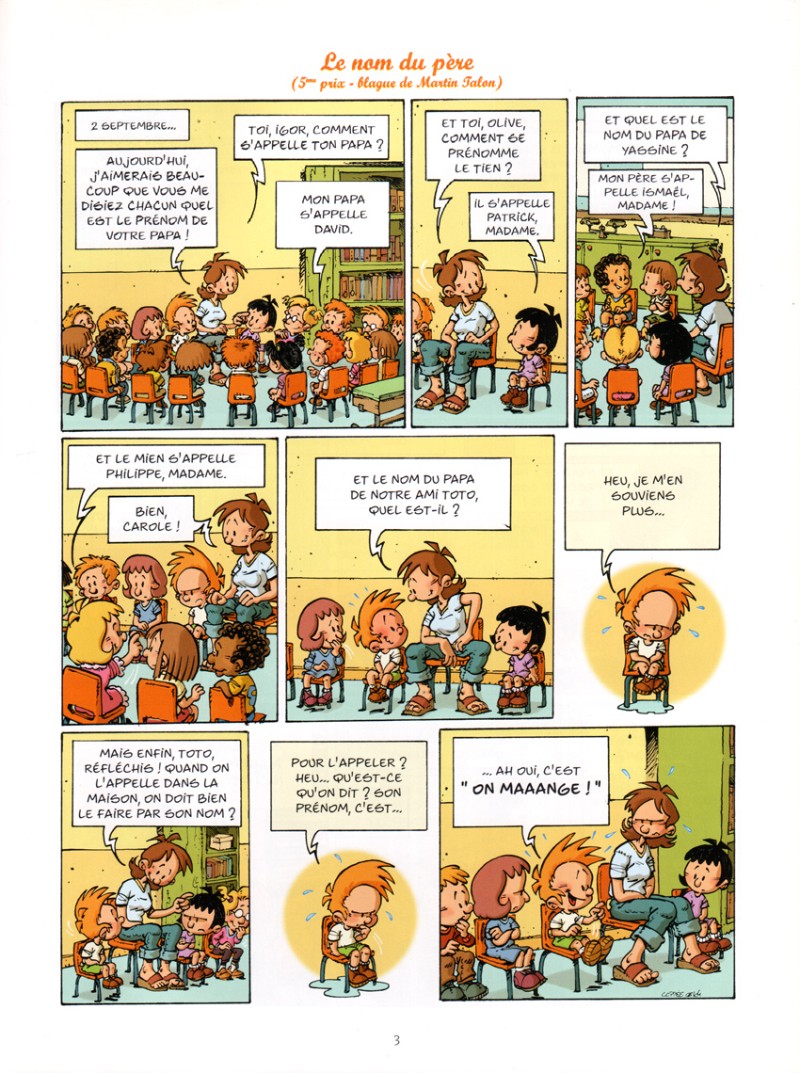 Le nom du père
(5ème prix - blague de Martin Talon)
2 SEPTEMBRE...
AUJOURD'HUI,
J'AIMERAIS BEAU-
COUP QUE VOUS ME
DISIEZ CHACUN QUEL
EST LE PRÉNOM DE
VOTRE PAPA !
TOI, IGOR, COMMENT
S'APPELLE TON PAPA ?
MON PAPA
S'APPELLE
DAVID.
ET TOI, OLIVE,
COMMENT SE
PRÉNOMME
LE TIEN ?
IL S'APPELLE
PATRICK,
MADAME.
ET QUEL EST LE
NOM DU PAPA DE
YASSINE ?
MON PÈRE S'AP-
PELLE ISMAËL,
MADAME !
ET LE MIEN S'APPELLE
PHILIPPE, MADAME.
BIEN,
CAROLE !
ET LE NOM DU PAPA
DE NOTRE AMI TOTO,
QUEL EST-IL ?
HEU, JE M'EN
SOUVIENS
PLUS...
MAIS ENFIN, TOTO,
RÉFLÉCHIS ! QUAND ON
L'APPELLE DANS LA
MAISON, ON DOIT BIEN
LE FAIRE PAR SON NOM ?
POUR L'APPELER ?
HEU... QU'EST-CE
QU'ON DIT ? SON
PRÉNOM, C'EST...
... AH OUI, C'EST
" ON MAAANGE ! "
3